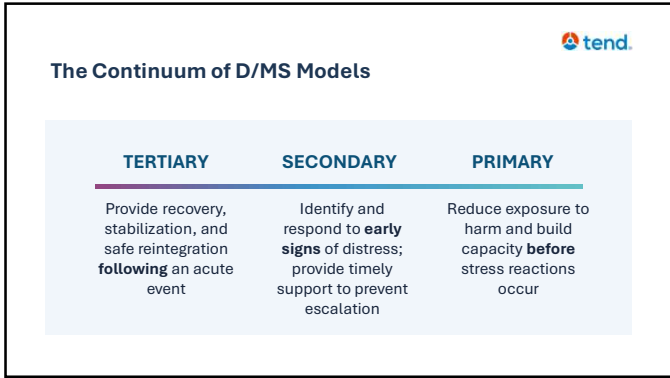 tend.
The Continuum of D/MS Models
TERTIARY
Provide recovery,
stabilization, and
safe reintegration
following an acute
event
SECONDARY
Identify and
respond to early
signs of distress;
provide timely
support to prevent
escalation
PRIMARY
Reduce exposure to
harm and build
capacity before
stress reactions
occur